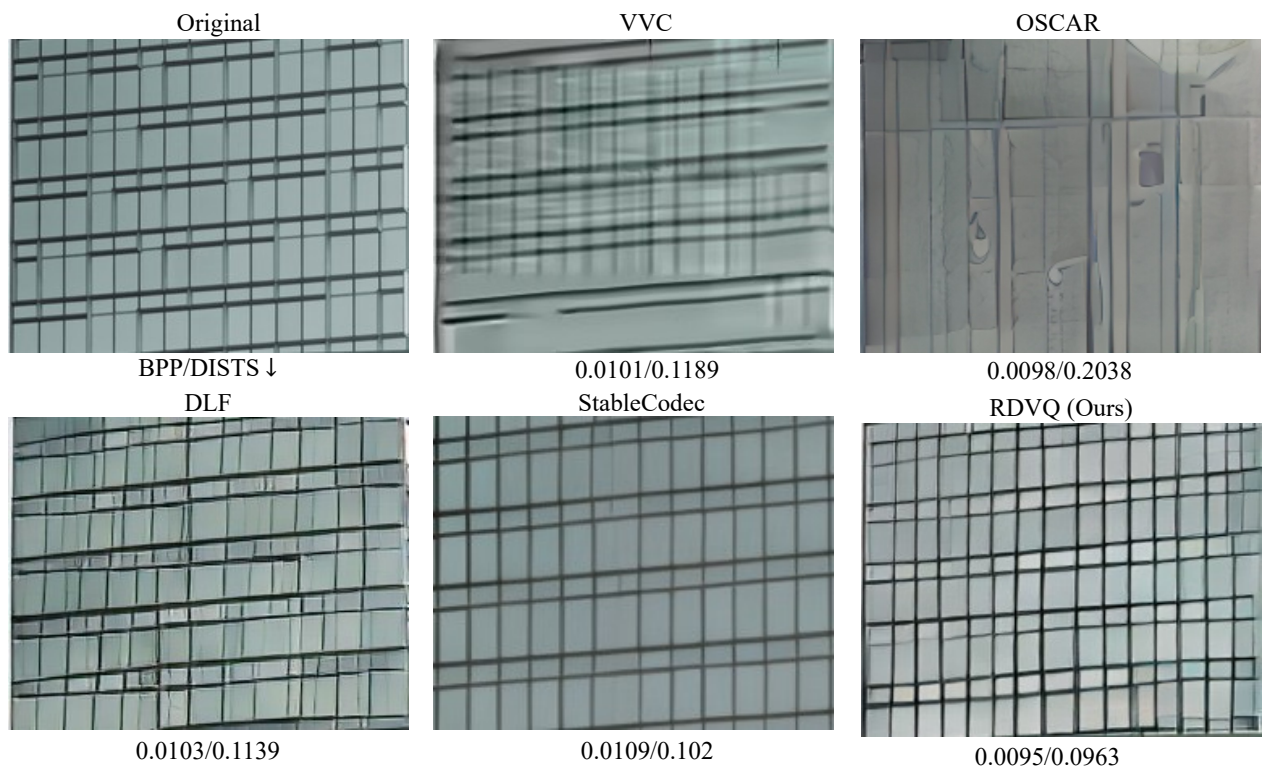 Original
VVC
OSCAR
BPP/DISTS ↓
0.0101/0.1189
0.0098/0.2038
DLF
StableCodec
RDVQ (Ours)
0.0103/0.1139
0.0109/0.102
0.0095/0.0963